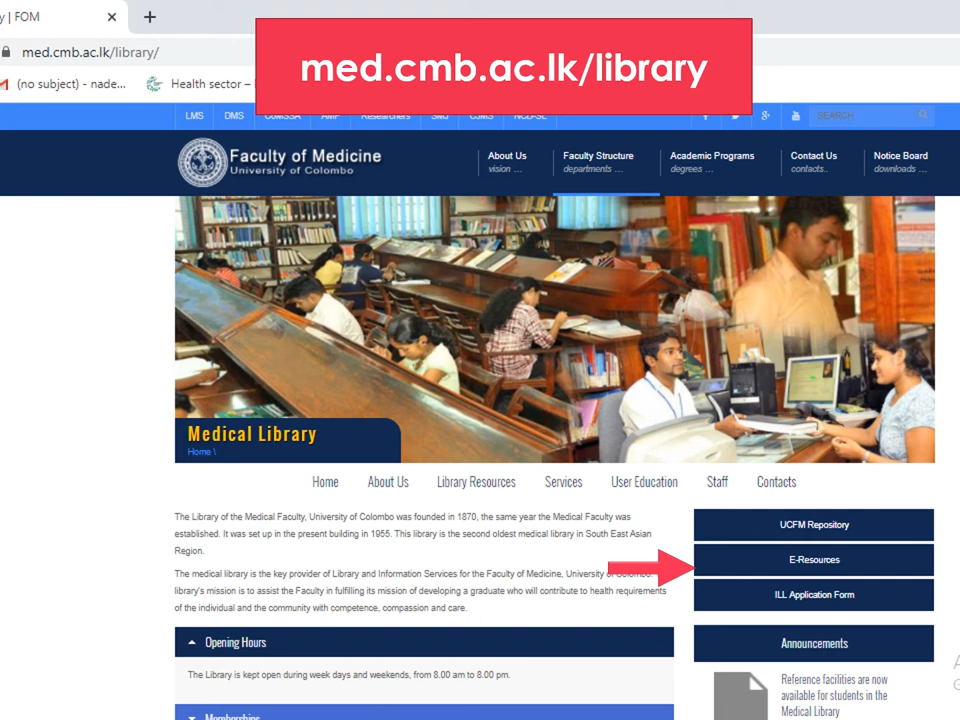 y | FOM
med.cmb.ac.lk/library
med.cmb.ac.lk/library/
(no subject) - nade...
Health sector –
LMS DMS Researchers
SEARCH
Faculty of Medicine
University of Colombo
About Us
vision ...
Faculty Structure
departments ...
Academic Programs
degrees ...
Contact Us
contacts..
Notice Board
downloads ...
Medical Library
Home \
Home About Us Library Resources Services User Education Staff Contacts
The Library of the Medical Faculty, University of Colombo was founded in 1870, the same year the Medical Faculty was
established. It was set up in the present building in 1955. This library is the second oldest medical library in South East Asian
Region.
The medical library is the key provider of Library and Information Services for the Faculty of Medicine, University of Colombo.
library's mission is to assist the Faculty in fulfilling its mission of developing a graduate who will contribute to health requirements
of the individual and the community with competence, compassion and care.
Opening Hours
The Library is kept open during week days and weekends, from 8.00 am to 8.00 pm.
Memberships
UCFM Repository
E-Resources
ILL Application Form
Announcements
Reference facilities are now
available for students in the
Medical Library